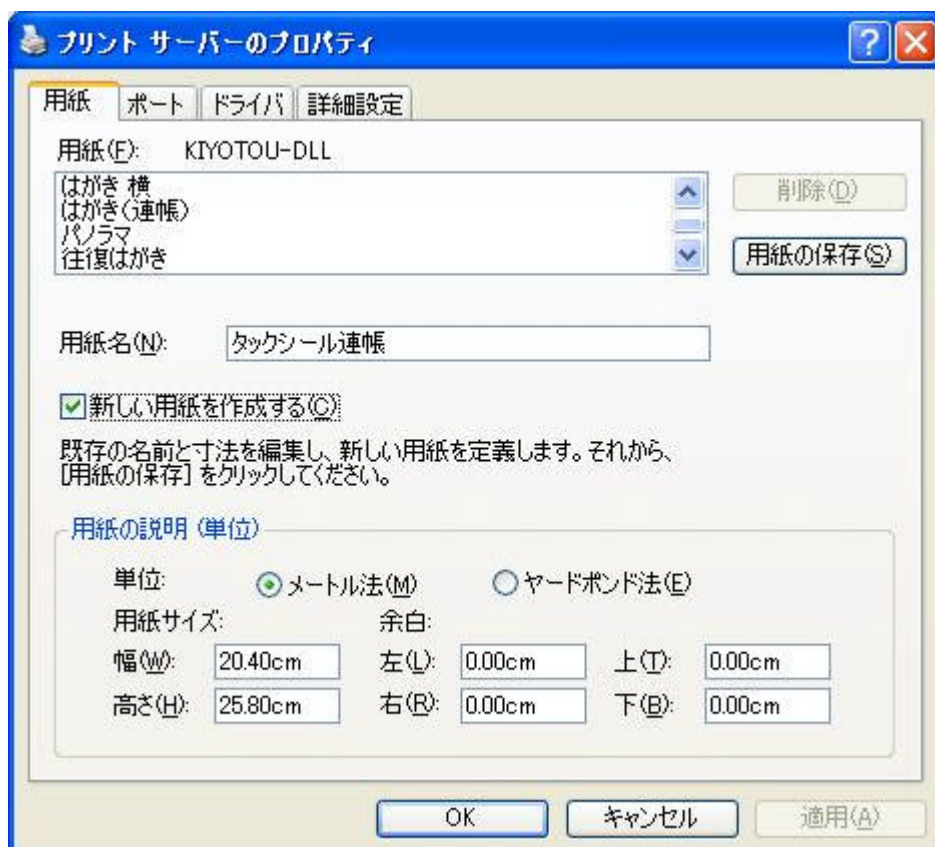 プリント サーバーのプロパティ
用紙 ポート ドライバ 詳細設定
用紙(F): KIYOTOU-DLL
はがき 横
はがき(連帳)
パノラマ
往復はがき
削除(D)
用紙の保存(S)
用紙名(N): タックシール連帳
新しい用紙を作成する(C)
既存の名前と寸法を編集し、新しい用紙を定義します。それから、
[用紙の保存] をクリックしてください。
用紙の説明 (単位)
単位: メートル法(M) ヤードポンド法(E)
用紙サイズ: 余白:
幅(W): 20.40cm 左(L): 0.00cm 上(T): 0.00cm
高さ(H): 25.80cm 右(R): 0.00cm 下(B): 0.00cm
OK キャンセル 適用(A)